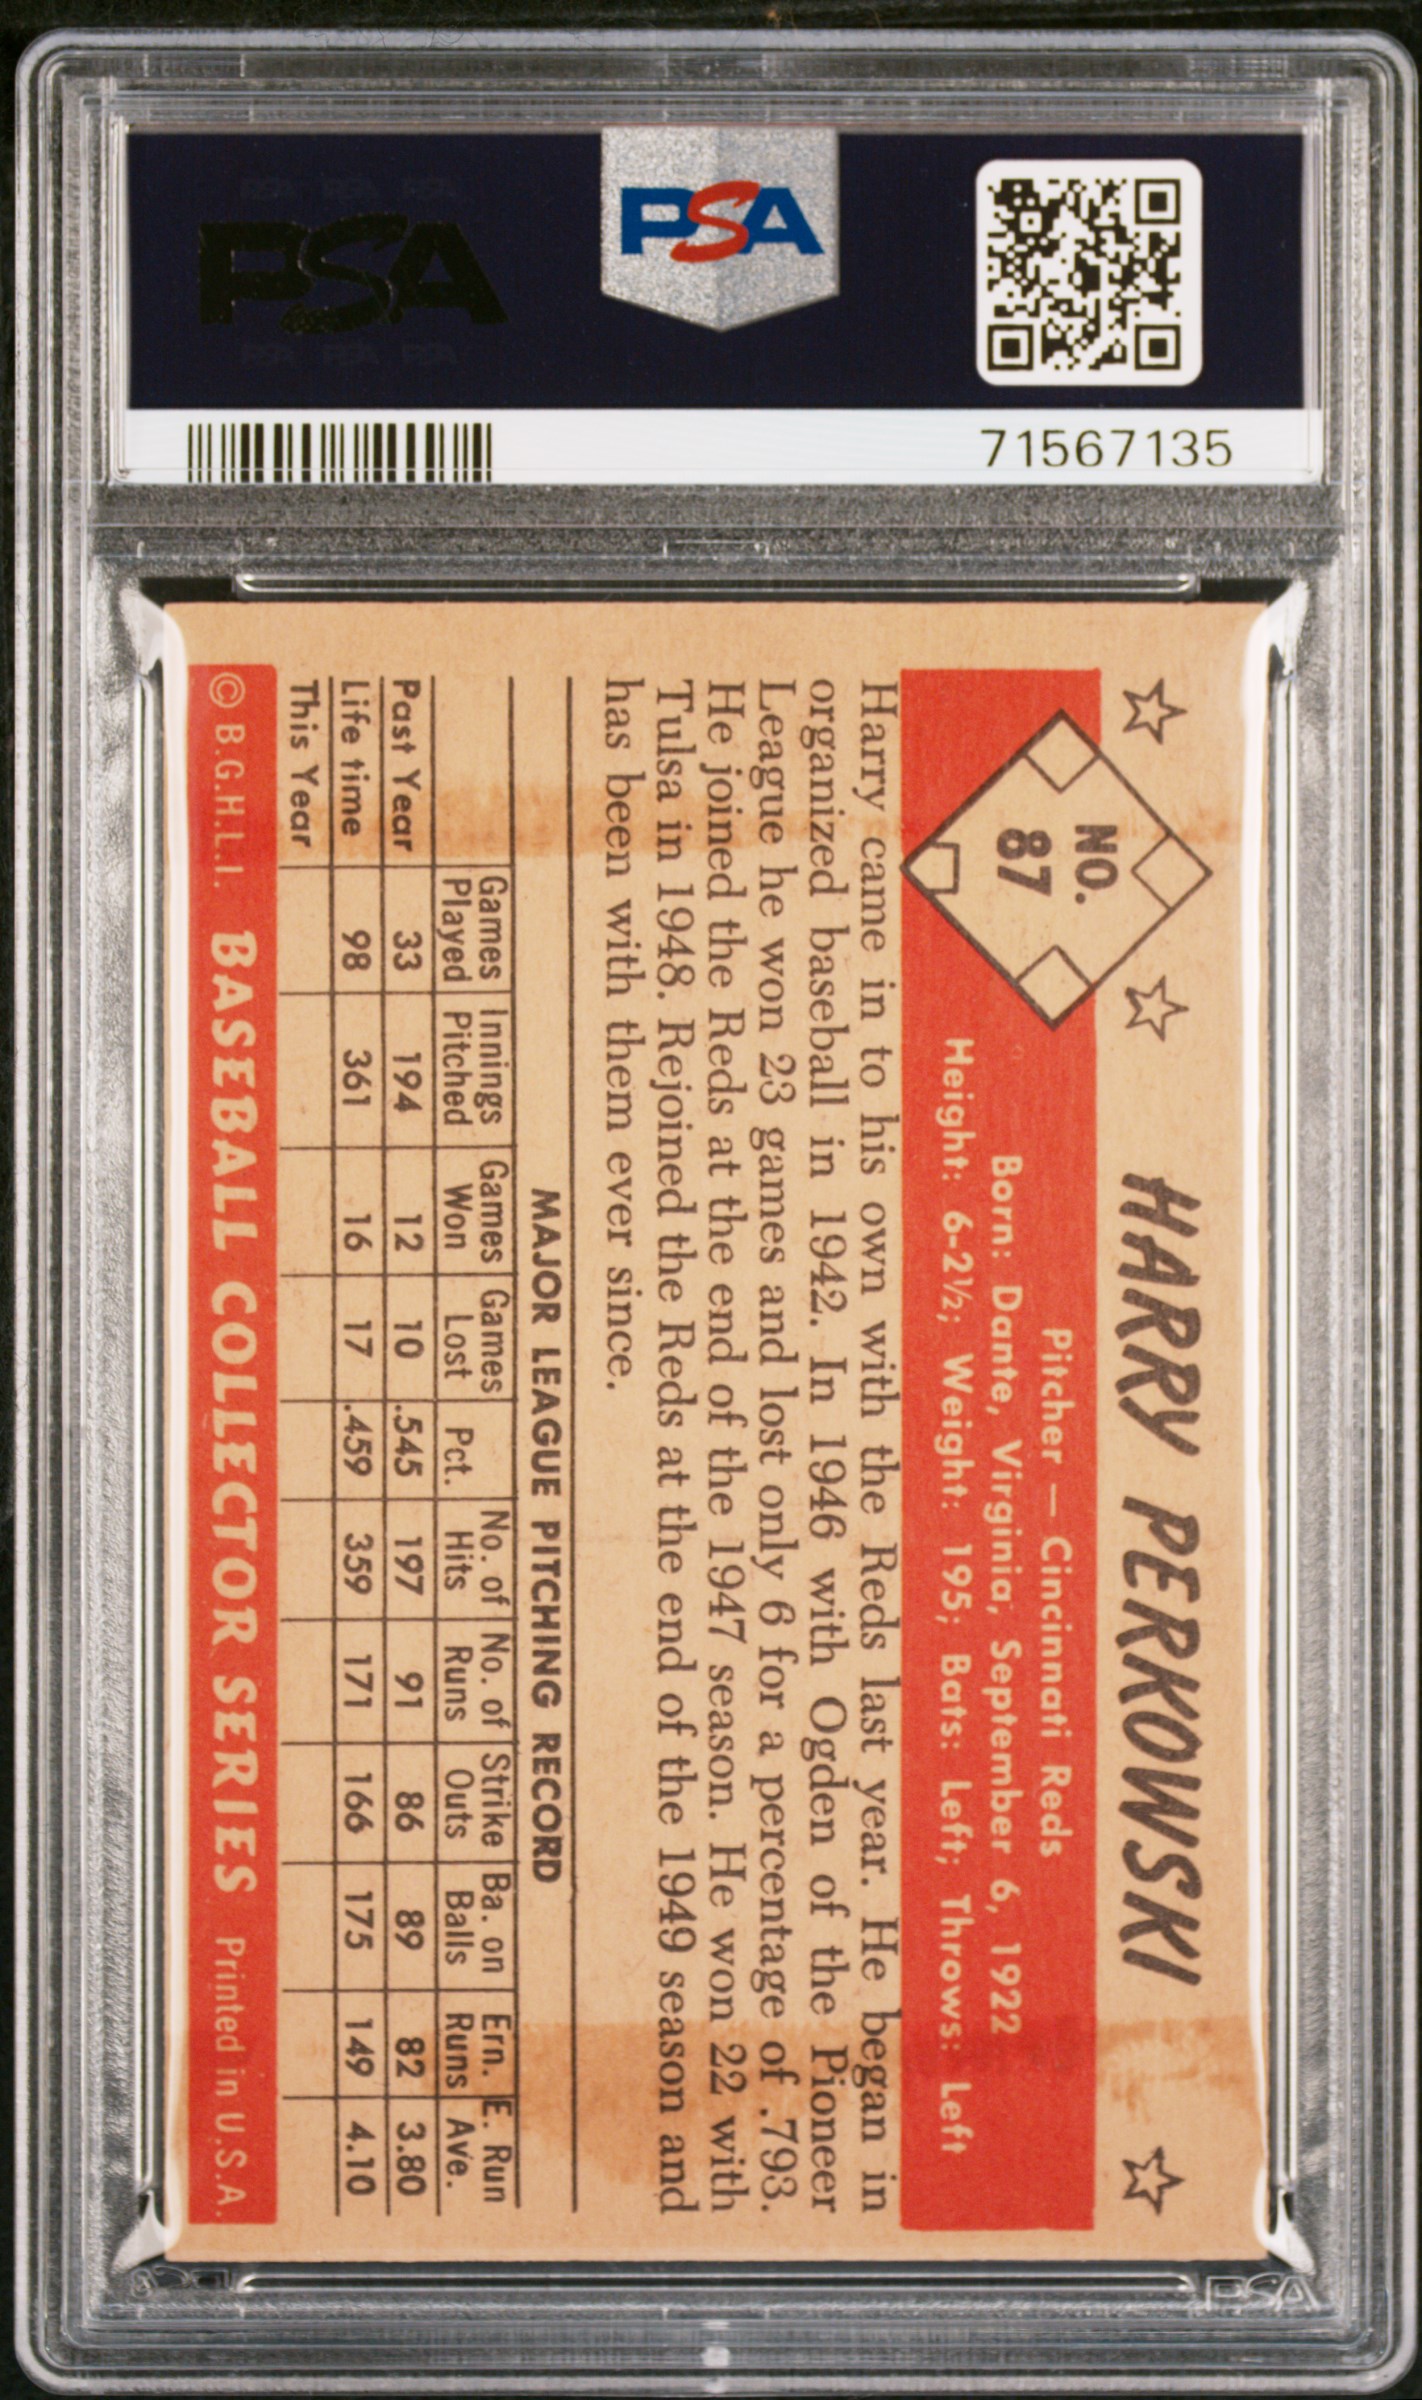 PSA PSA PSA
PSA
PSA PSA PSA
PSA
71567135
HARRY PERKOWSKI
NO.
87
Pitcher — Cincinnati Reds
Born: Dante, Virginia, September 6, 1922
Height: 6-2½; Weight: 195; Bats: Left; Throws: Left
Harry came in to his own with the Reds last year. He began in
organized baseball in 1942. In 1946 with Ogden of the Pioneer
League he won 23 games and lost only 6 for a percentage of .793.
He joined the Reds at the end of the 1947 season. He won 22 with
Tulsa in 1948. Rejoined the Reds at the end of the 1949 season and
has been with them ever since.
MAJOR LEAGUE PITCHING RECORD
Games Innings Games Games No. of No. of Strike Ba. on Ern. E. Run
Played Pitched Won Lost Pct. Hits Runs Outs Balls Runs Ave.
Past Year 33 194 12 10 .545 197 91 86 89 82 3.80
Life time 98 361 16 17 .459 359 171 166 175 149 4.10
This Year
© B.G.H.L.I. BASEBALL COLLECTOR SERIES Printed in U.S.A.
PSA